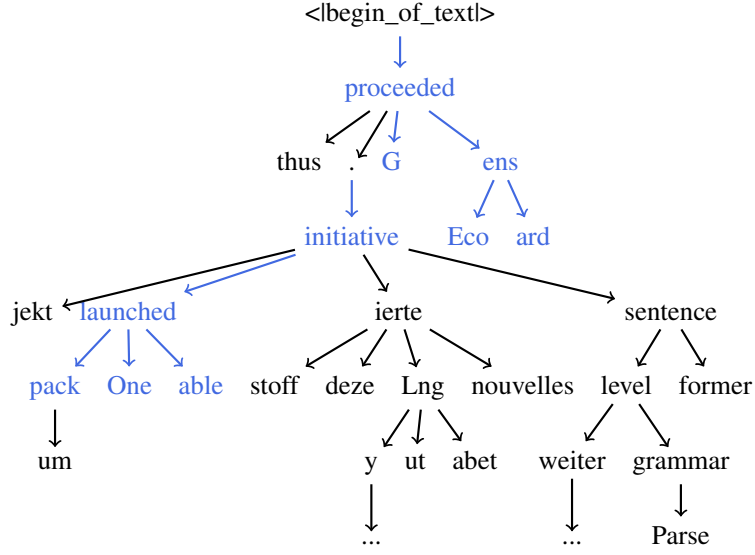 <|begin_of_text|>
proceeded
thus . G ens
initiative Eco ard
jekt launched ierte sentence
pack One able stoff deze Lng nouvelles level former
um y ut abet weiter grammar
... ... Parse